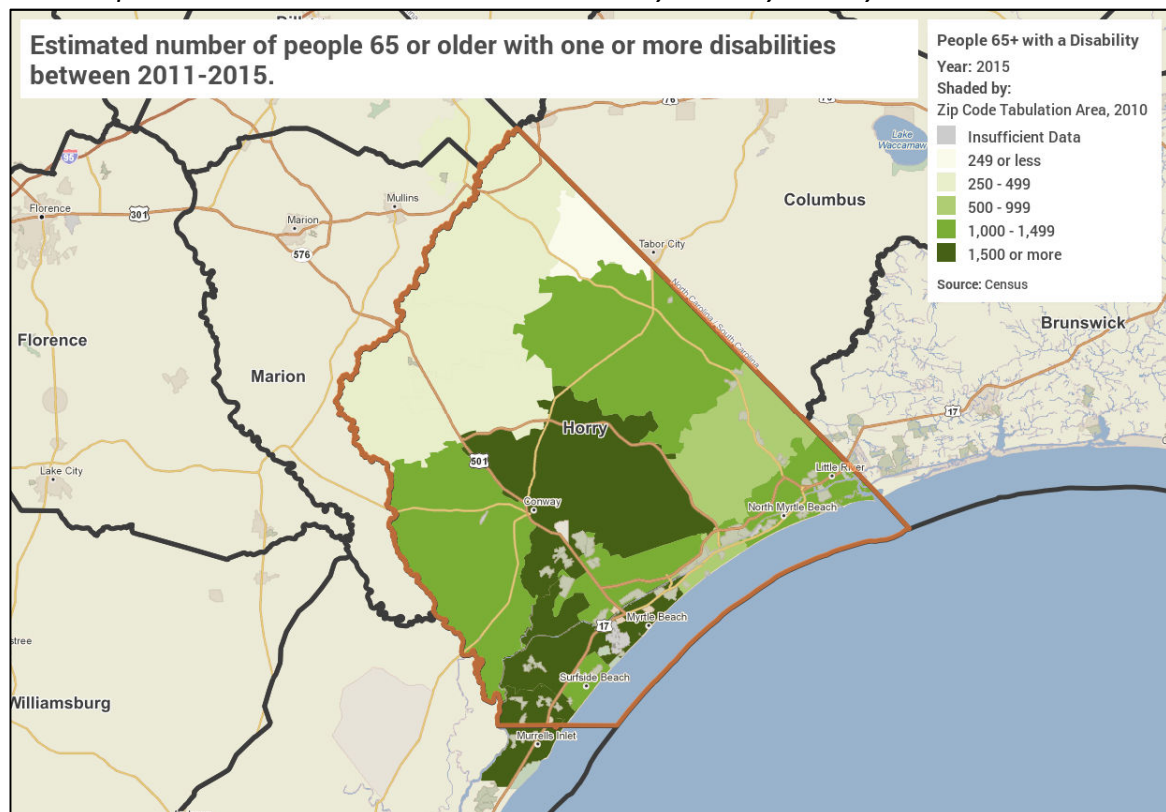 Estimated number of people 65 or older with one or more disabilities
between 2011-2015.
People 65+ with a Disability
Year: 2015
Shaded by:
Zip Code Tabulation Area, 2010
Insufficient Data
249 or less
250 - 499
500 - 999
1,000 - 1,499
1,500 or more
Source: Census
76
Lake
Waccamaw
95
Florence
301
Mullins
Marion
576
Columbus
Tabor City
North Carolina / South Carolina
Brunswick
17
Florence
Marion
Horry
501
Lake City
Little River
Conway
North Myrtle Beach
17
Myrtle Beach
Surfside Beach
Williamsburg
Murrells Inlet